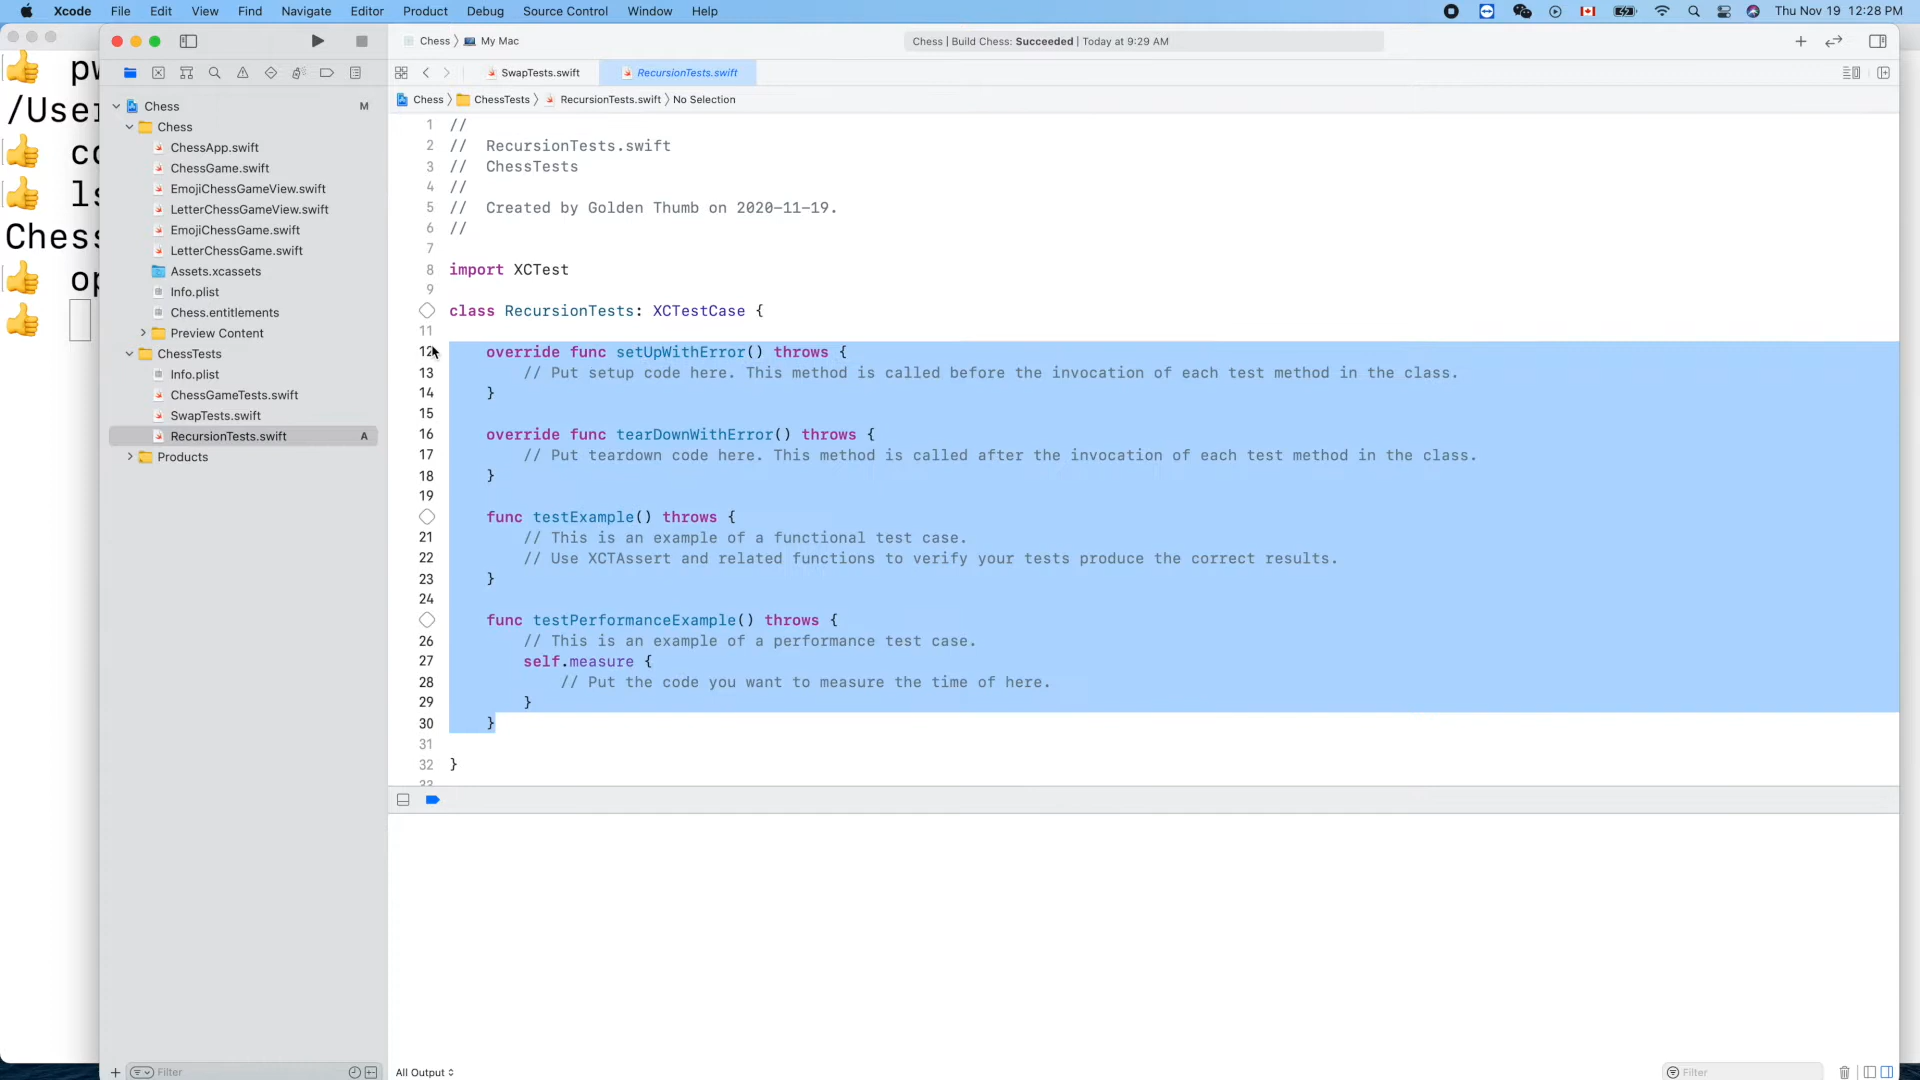 Xcode File Edit View Find Navigate Editor Product Debug Source Control Window Help Thu Nov 19 12:28 PM
Chess My Mac
Chess | Build Chess: Succeeded | Today at 9:29 AM
SwapTests.swift RecursionTests.swift
Chess ChessTests RecursionTests.swift No Selection
/User
ls
Chess
Chess M
Chess
ChessApp.swift
ChessGame.swift
EmojiChessGameView.swift
LetterChessGameView.swift
EmojiChessGame.swift
LetterChessGame.swift
Assets.xcassets
Info.plist
Chess.entitlements
Preview Content
ChessTests
Info.plist
ChessGameTests.swift
SwapTests.swift
RecursionTests.swift A
Products
1 //
2 // RecursionTests.swift
3 // ChessTests
4 //
5 // Created by Golden Thumb on 2020-11-19.
6 //
7
8 import XCTest
9
class RecursionTests: XCTestCase {
11
12 override func setUpWithError() throws {
13 // Put setup code here. This method is called before the invocation of each test method in the class.
14 }
15
16 override func tearDownWithError() throws {
17 // Put teardown code here. This method is called after the invocation of each test method in the class.
18 }
19
func testExample() throws {
21 // This is an example of a functional test case.
22 // Use XCTAssert and related functions to verify your tests produce the correct results.
23 }
24
func testPerformanceExample() throws {
26 // This is an example of a performance test case.
27 self.measure {
28 // Put the code you want to measure the time of here.
29 }
30 }
31
32 }
33
Filter
All Output
Filter